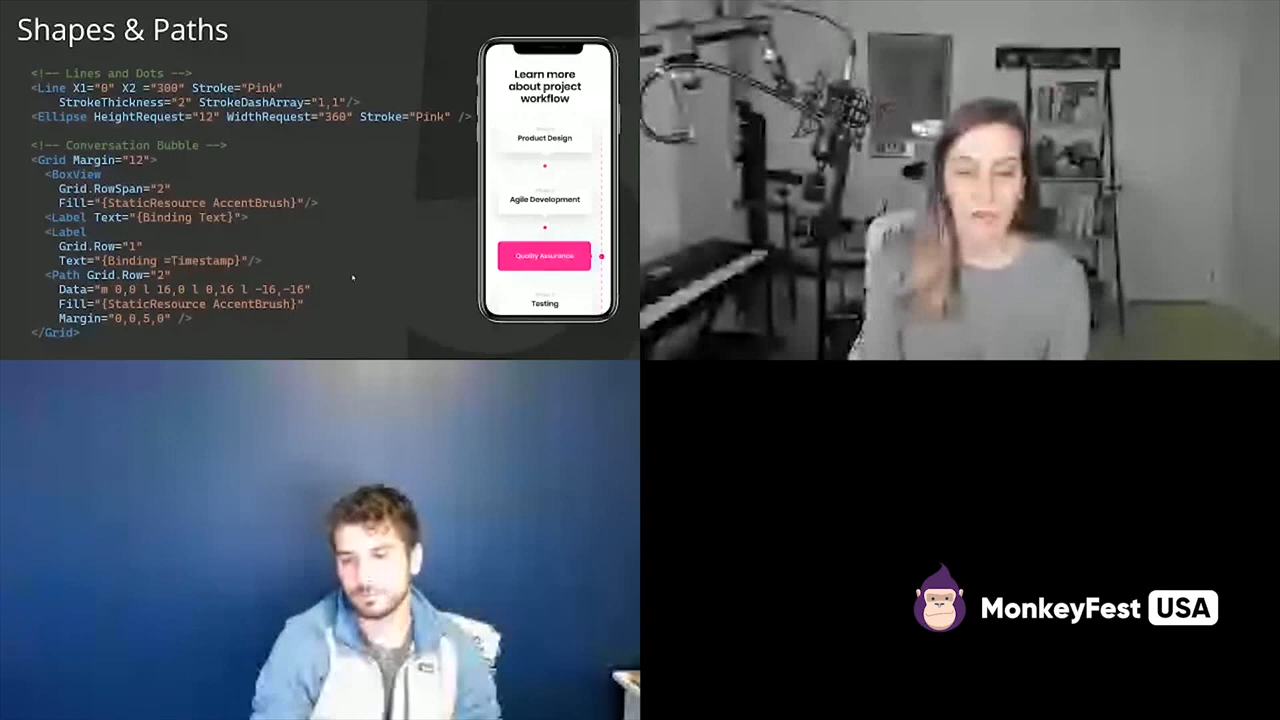 Shapes & Paths
<!-- Lines and Dots -->
<Line X1="0" X2 ="300" Stroke="Pink"
StrokeThickness="2" StrokeDashArray="1,1"/>
<Ellipse HeightRequest="12" WidthRequest="360" Stroke="Pink" />
<!-- Conversation Bubble -->
<Grid Margin="12">
<BoxView
Grid.RowSpan="2"
Fill="{StaticResource AccentBrush}"/>
<Label Text="{Binding Text}">
<Label
Grid.Row="1"
Text="{Binding =Timestamp}"/>
<Path Grid.Row="2"
Data="m 0,0 l 16,0 l 0,16 l -16,-16"
Fill="{StaticResource AccentBrush}"
Margin="0,0,5,0" />
</Grid>
Learn more
about project
workflow
Product Design
Agile Development
Quality Assurance
Testing
MonkeyFest USA